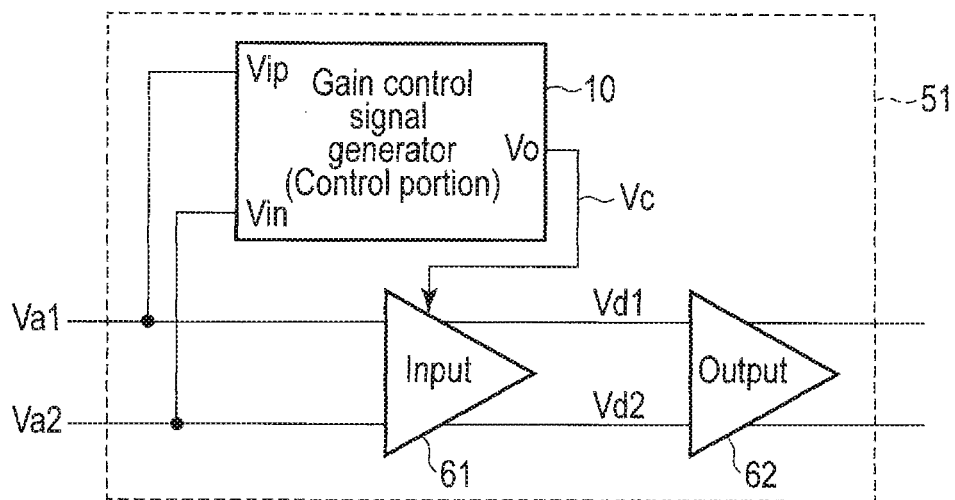 Vip
Gain control
signal
generator
(Control portion)
Vin
Vo
10
51
Vc
Va1
Va2
Input
61
Vd1
Vd2
Output
62